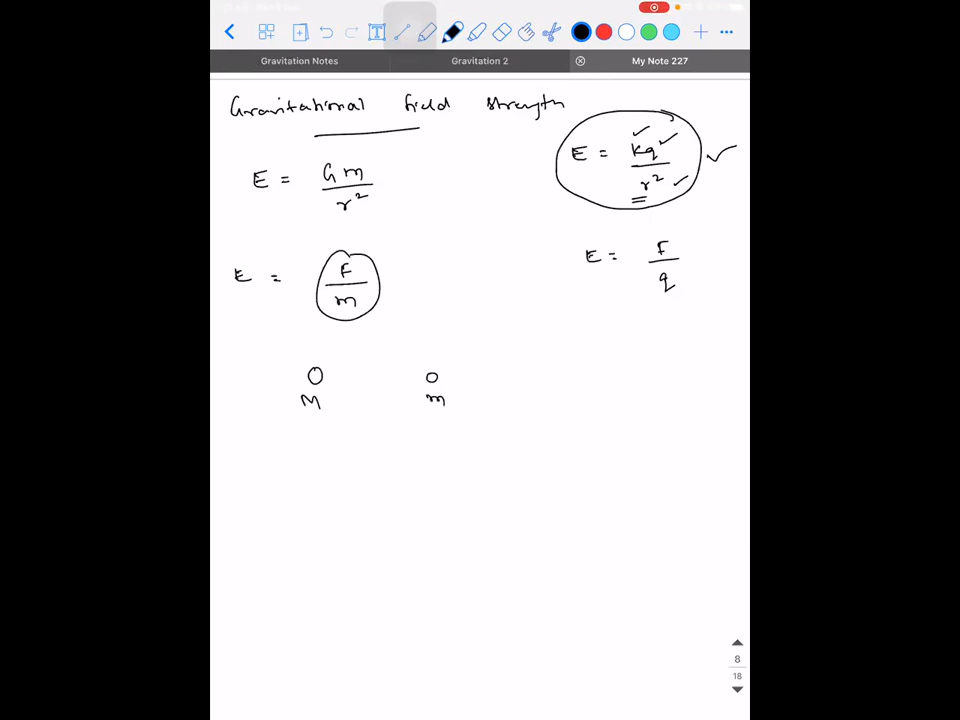 Gravitation Notes
Gravitation 2
My Note 227
Gravitational field strength
E = Gm / r²
E = kq / r²
E = F / m
E = F / q
M m
8
18